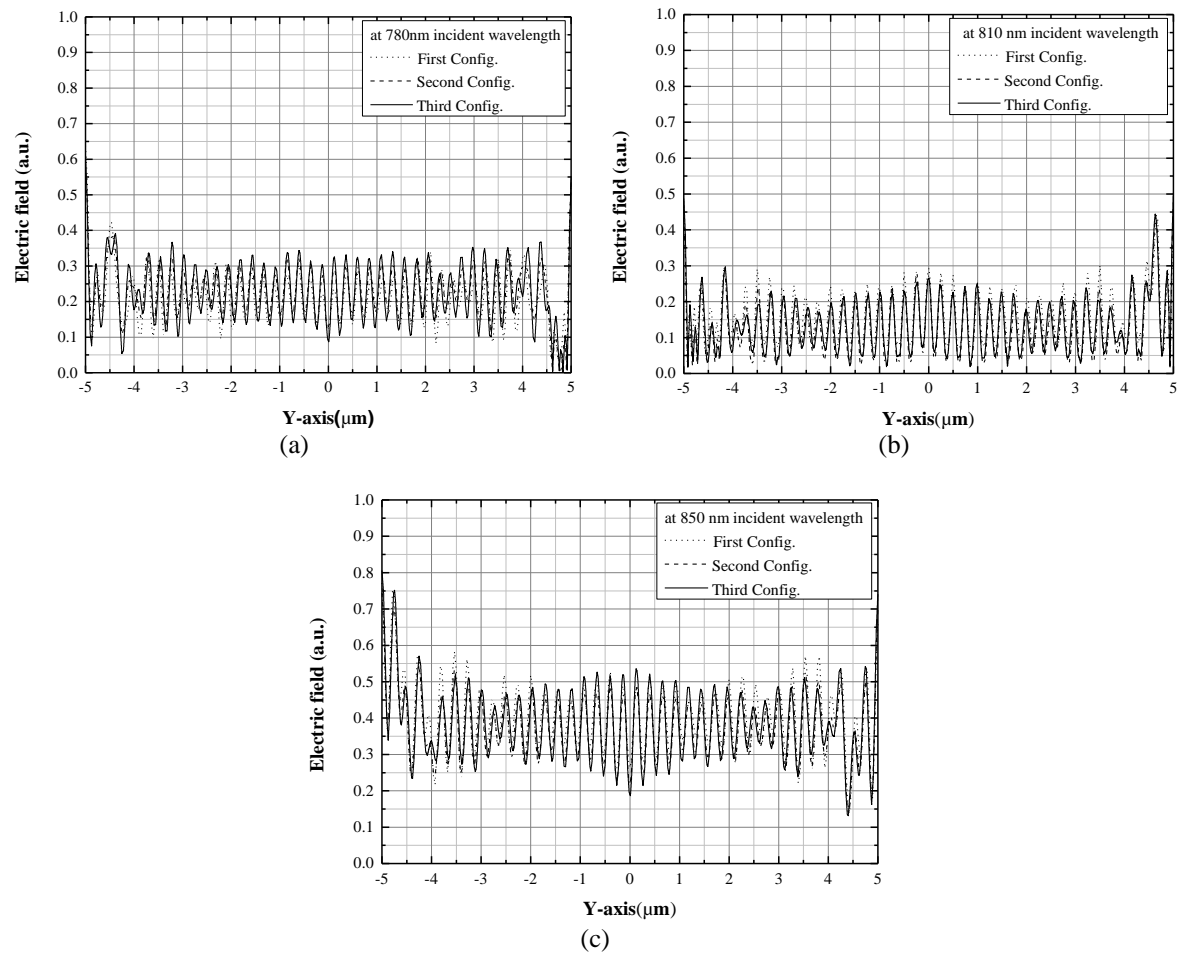 1.0
0.9
0.8
0.7
0.6
0.5
0.4
0.3
0.2
0.1
0.0
Electric field (a.u.)
at 780nm incident wavelength
First Config.
Second Config.
Third Config.
-5 -4 -3 -2 -1 0 1 2 3 4 5
Y-axis(μm)
(a)
1.0
0.9
0.8
0.7
0.6
0.5
0.4
0.3
0.2
0.1
0.0
Electric field (a.u.)
at 810 nm incident wavelength
First Config.
Second Config.
Third Config.
-5 -4 -3 -2 -1 0 1 2 3 4 5
Y-axis(μm)
(b)
1.0
0.9
0.8
0.7
0.6
0.5
0.4
0.3
0.2
0.1
0.0
Electric field (a.u.)
at 850 nm incident wavelength
First Config.
Second Config.
Third Config.
-5 -4 -3 -2 -1 0 1 2 3 4 5
Y-axis(μm)
(c)